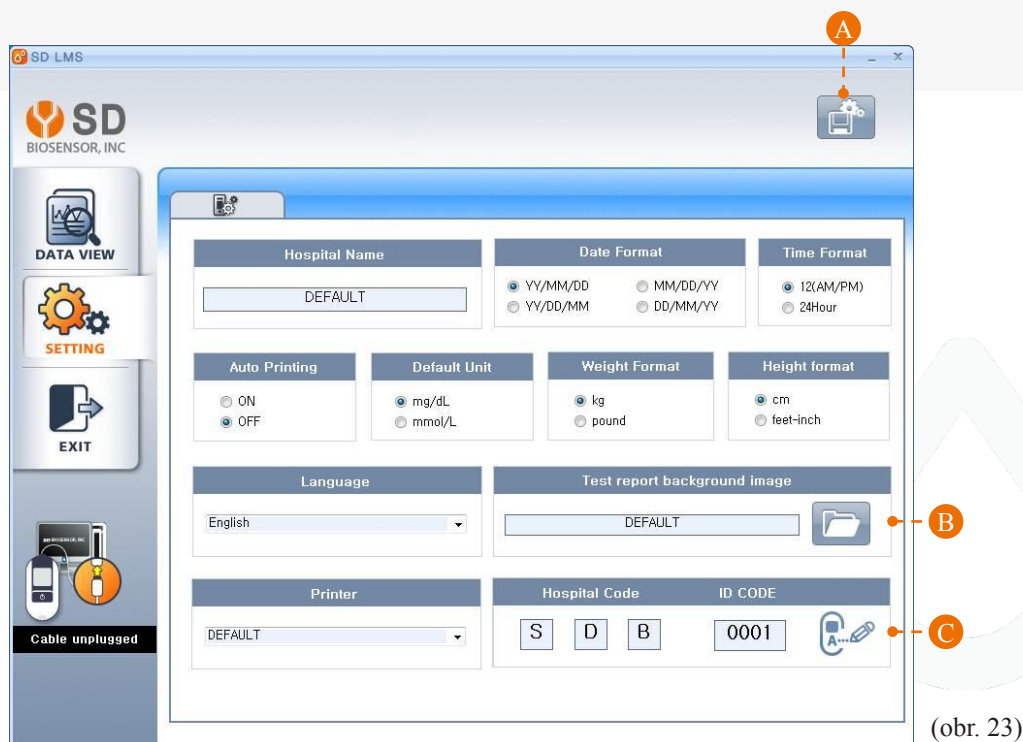 A
SD LMS
SD
BIOSENSOR, INC
DATA VIEW
SETTING
EXIT
Cable unplugged
Hospital Name
DEFAULT
Date Format
YY/MM/DD MM/DD/YY
YY/DD/MM DD/MM/YY
Time Format
12(AM/PM)
24Hour
Auto Printing
ON
OFF
Default Unit
mg/dL
mmol/L
Weight Format
kg
pound
Height format
cm
feet-inch
Language
English
Test report background image
DEFAULT
B
Printer
DEFAULT
Hospital Code ID CODE
S D B 0001
A...
C
(obr. 23)